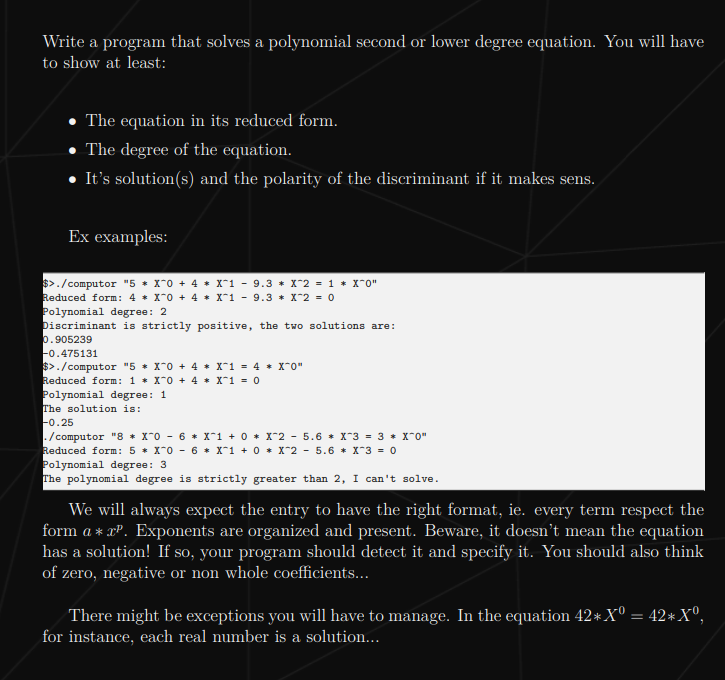 Write a program that solves a polynomial second or lower degree equation. You will have
to show at least:
• The equation in its reduced form.
• The degree of the equation.
• It's solution(s) and the polarity of the discriminant if it makes sens.
Ex examples:
$>./computor "5 * X^0 + 4 * X^1 - 9.3 * X^2 = 1 * X^0"
Reduced form: 4 * X^0 + 4 * X^1 - 9.3 * X^2 = 0
Polynomial degree: 2
Discriminant is strictly positive, the two solutions are:
0.905239
-0.475131
$>./computor "5 * X^0 + 4 * X^1 = 4 * X^0"
Reduced form: 1 * X^0 + 4 * X^1 = 0
Polynomial degree: 1
The solution is:
-0.25
./computor "8 * X^0 - 6 * X^1 + 0 * X^2 - 5.6 * X^3 = 3 * X^0"
Reduced form: 5 * X^0 - 6 * X^1 + 0 * X^2 - 5.6 * X^3 = 0
Polynomial degree: 3
The polynomial degree is strictly greater than 2, I can't solve.
We will always expect the entry to have the right format, ie. every term respect the
form a ∗ xᵖ. Exponents are organized and present. Beware, it doesn't mean the equation
has a solution! If so, your program should detect it and specify it. You should also think
of zero, negative or non whole coefficients...
There might be exceptions you will have to manage. In the equation 42∗X⁰ = 42∗X⁰,
for instance, each real number is a solution...